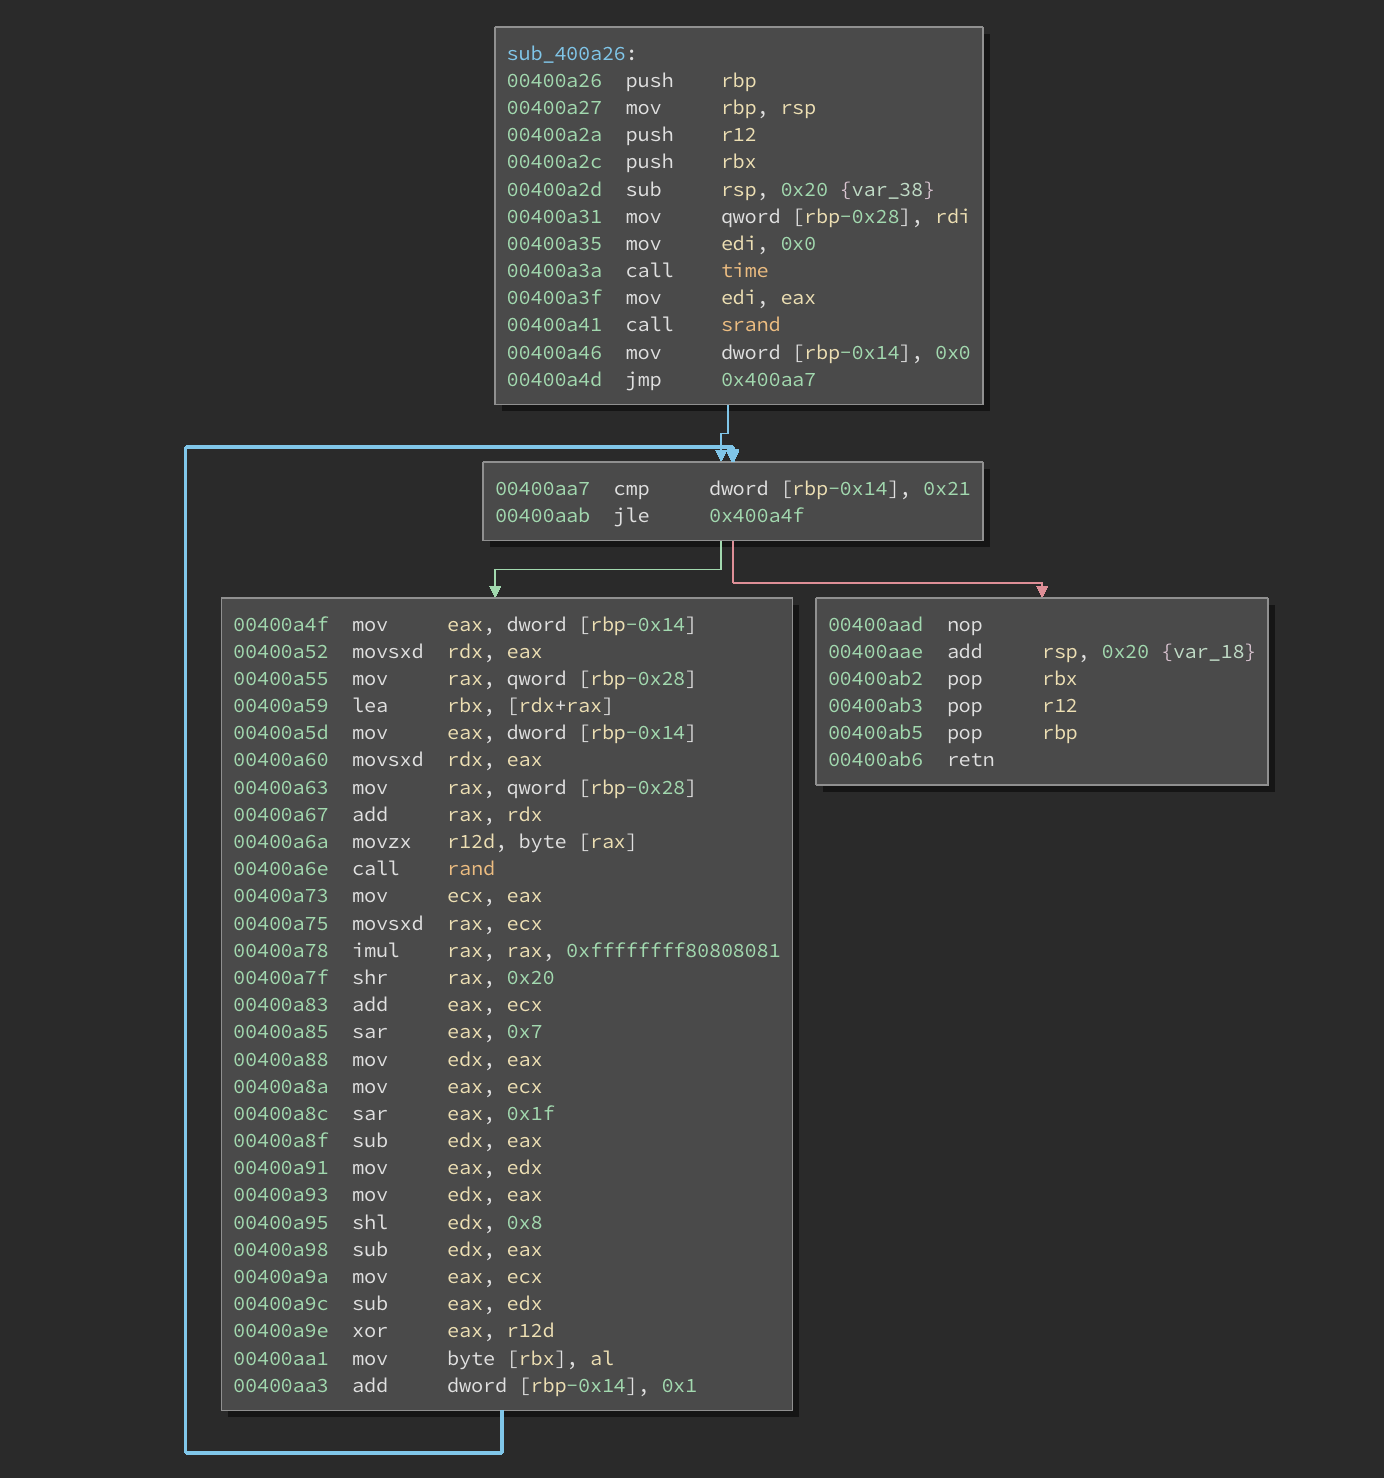 sub_400a26:
00400a26 push rbp
00400a27 mov rbp, rsp
00400a2a push r12
00400a2c push rbx
00400a2d sub rsp, 0x20 {var_38}
00400a31 mov qword [rbp-0x28], rdi
00400a35 mov edi, 0x0
00400a3a call time
00400a3f mov edi, eax
00400a41 call srand
00400a46 mov dword [rbp-0x14], 0x0
00400a4d jmp 0x400aa7
00400aa7 cmp dword [rbp-0x14], 0x21
00400aab jle 0x400a4f
00400a4f mov eax, dword [rbp-0x14]
00400a52 movsxd rdx, eax
00400a55 mov rax, qword [rbp-0x28]
00400a59 lea rbx, [rdx+rax]
00400a5d mov eax, dword [rbp-0x14]
00400a60 movsxd rdx, eax
00400a63 mov rax, qword [rbp-0x28]
00400a67 add rax, rdx
00400a6a movzx r12d, byte [rax]
00400a6e call rand
00400a73 mov ecx, eax
00400a75 movsxd rax, ecx
00400a78 imul rax, rax, 0xffffffff80808081
00400a7f shr rax, 0x20
00400a83 add eax, ecx
00400a85 sar eax, 0x7
00400a88 mov edx, eax
00400a8a mov eax, ecx
00400a8c sar eax, 0x1f
00400a8f sub edx, eax
00400a91 mov eax, edx
00400a93 mov edx, eax
00400a95 shl edx, 0x8
00400a98 sub edx, eax
00400a9a mov eax, ecx
00400a9c sub eax, edx
00400a9e xor eax, r12d
00400aa1 mov byte [rbx], al
00400aa3 add dword [rbp-0x14], 0x1
00400aad nop
00400aae add rsp, 0x20 {var_18}
00400ab2 pop rbx
00400ab3 pop r12
00400ab5 pop rbp
00400ab6 retn